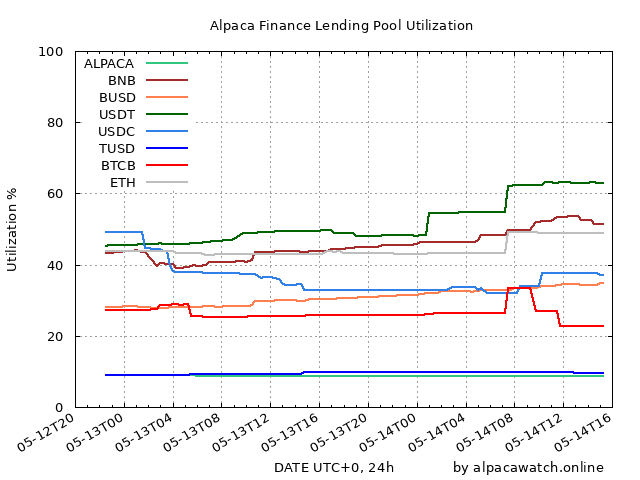 Alpaca Finance Lending Pool Utilization
100
80
60
40
20
0
Utilization %
ALPACA
BNB
BUSD
USDT
USDC
TUSD
BTCB
ETH
05-12T20
05-13T00
05-13T04
05-13T08
05-13T12
05-13T16
05-13T20
05-14T00
05-14T04
05-14T08
05-14T12
05-14T16
DATE UTC+0, 24h
by alpacawatch.online